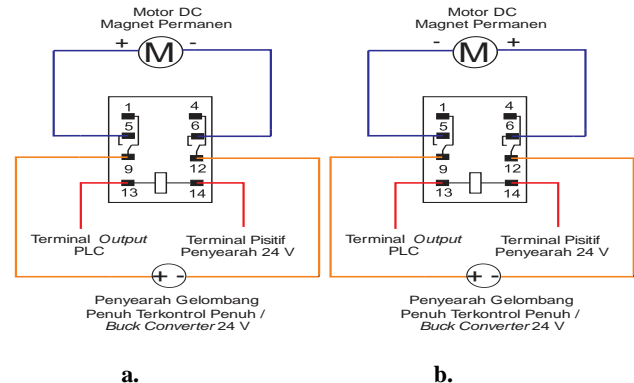 Motor DC
Magnet Permanen
+ M -
1 4
5 6
9 12
13 14
Terminal Output
PLC
Terminal Pisitif
Penyearah 24 V
+ -
Penyearah Gelombang
Penuh Terkontrol Penuh /
Buck Converter 24 V
a.
Motor DC
Magnet Permanen
- M +
1 4
5 6
9 12
13 14
Terminal Output
PLC
Terminal Pisitif
Penyearah 24 V
+ -
Penyearah Gelombang
Penuh Terkontrol Penuh /
Buck Converter 24 V
b.